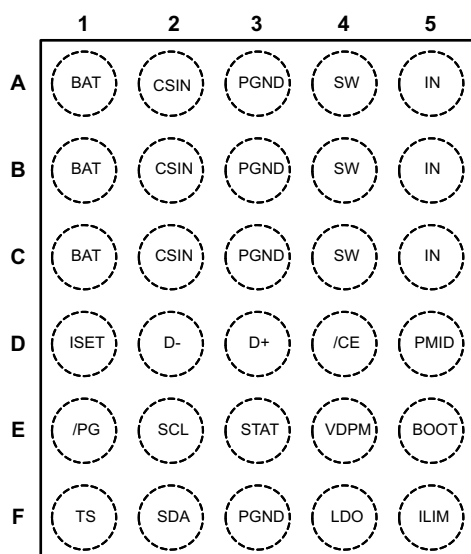 1 2 3 4 5
A BAT CSIN PGND SW IN
B BAT CSIN PGND SW IN
C BAT CSIN PGND SW IN
D ISET D- D+ /CE PMID
E /PG SCL STAT VDPM BOOT
F TS SDA PGND LDO ILIM